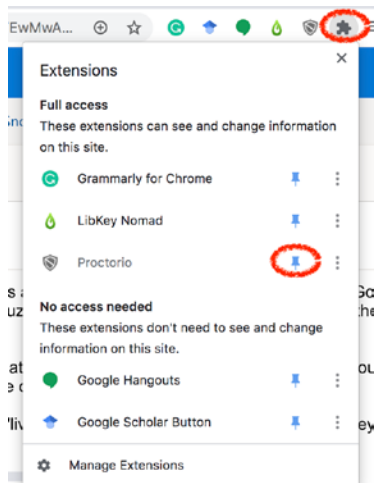 EwMwA...
Extensions
Full access
These extensions can see and change information
on this site.
Grammarly for Chrome
LibKey Nomad
Proctorio
No access needed
These extensions don't need to see and change
information on this site.
Google Hangouts
Google Scholar Button
Manage Extensions